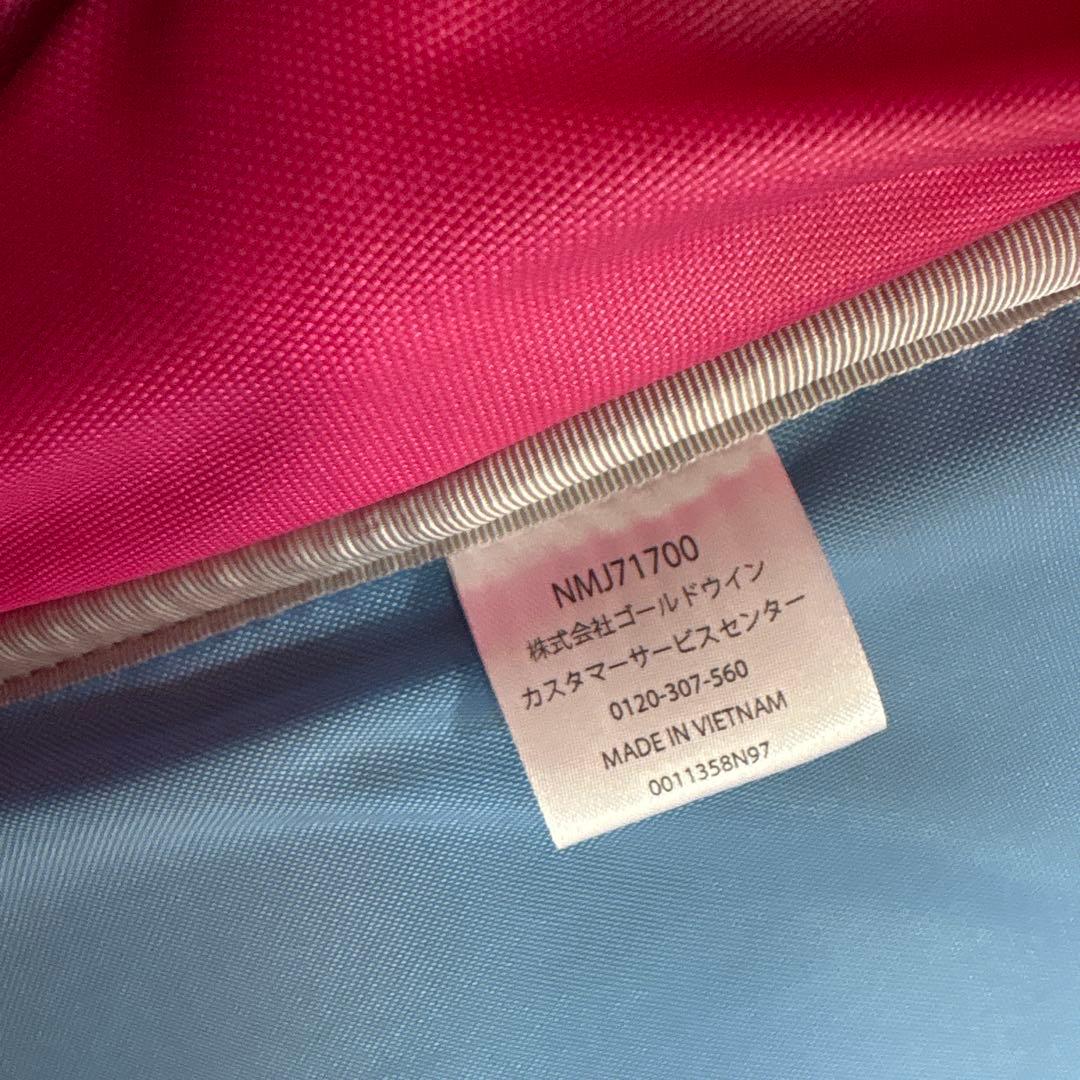 NMJ71700
株式会社ゴールドウイン
カスタマーサービスセンター
0120-307-560
MADE IN VIETNAM
0011358N97